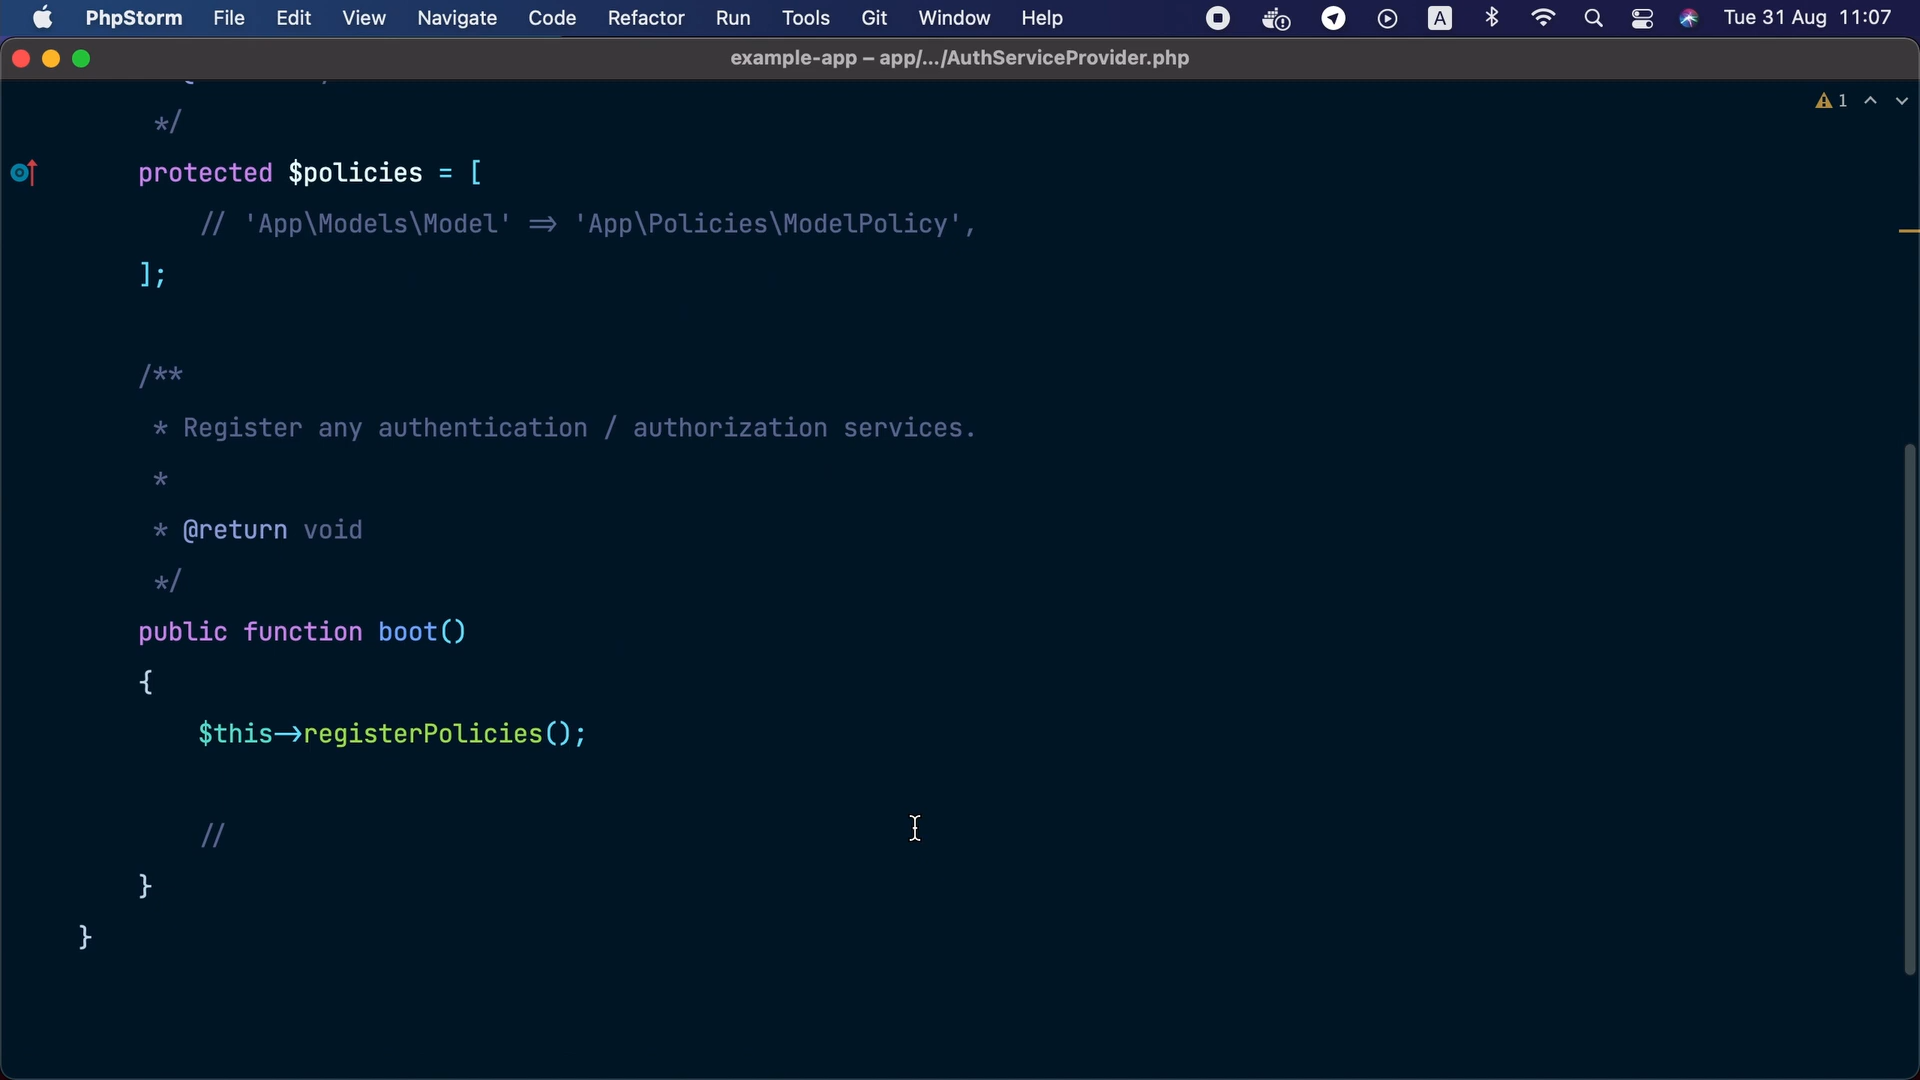 PhpStorm File Edit View Navigate Code Refactor Run Tools Git Window Help A Tue 31 Aug 11:07
example-app – app/.../AuthServiceProvider.php
1
*/
protected $policies = [
// 'App\Models\Model' => 'App\Policies\ModelPolicy',
];
/**
* Register any authentication / authorization services.
*
* @return void
*/
public function boot()
{
$this->registerPolicies();
//
}
}